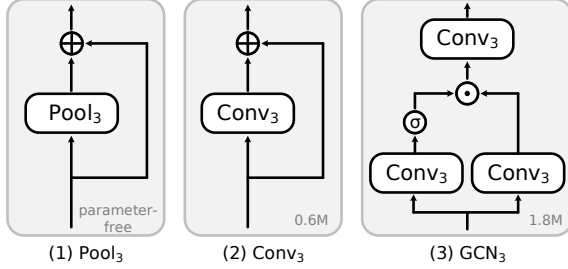 Pool₃
parameter-
free
(1) Pool₃
Conv₃
0.6M
(2) Conv₃
Conv₃
σ
Conv₃
Conv₃
1.8M
(3) GCN₃